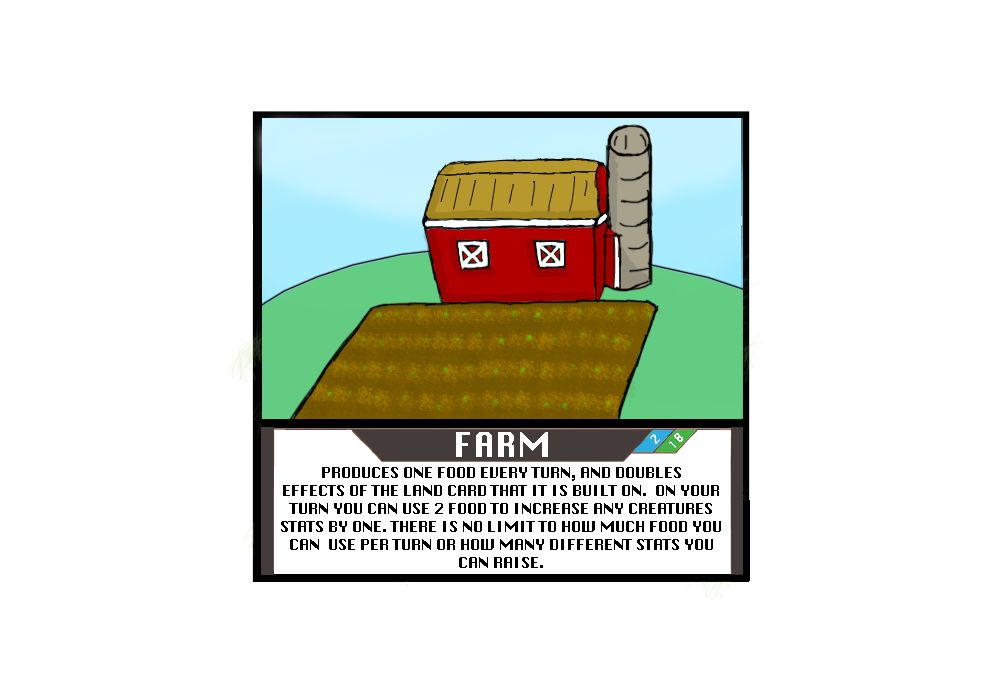 FARM
2 18
PRODUCES ONE FOOD EVERY TURN, AND DOUBLES
EFFECTS OF THE LAND CARD THAT IT IS BUILT ON. ON YOUR
TURN YOU CAN USE 2 FOOD TO INCREASE ANY CREATURES
STATS BY ONE. THERE IS NO LIMIT TO HOW MUCH FOOD YOU
CAN USE PER TURN OR HOW MANY DIFFERENT STATS YOU
CAN RAISE.